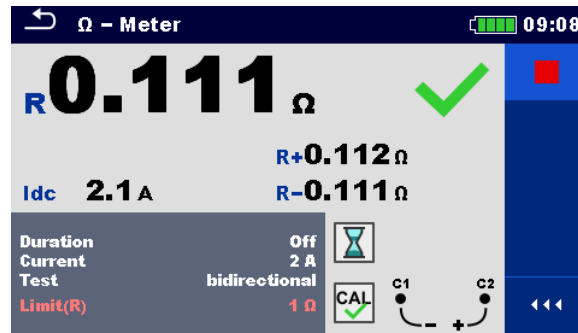 Ω - Meter 09:08
R 0.111 Ω
R+ 0.112 Ω
Idc 2.1 A R- 0.111 Ω
Duration Off
Current 2 A
Test bidirectional
Limit(R) 1 Ω
CAL
C1 C2
- +